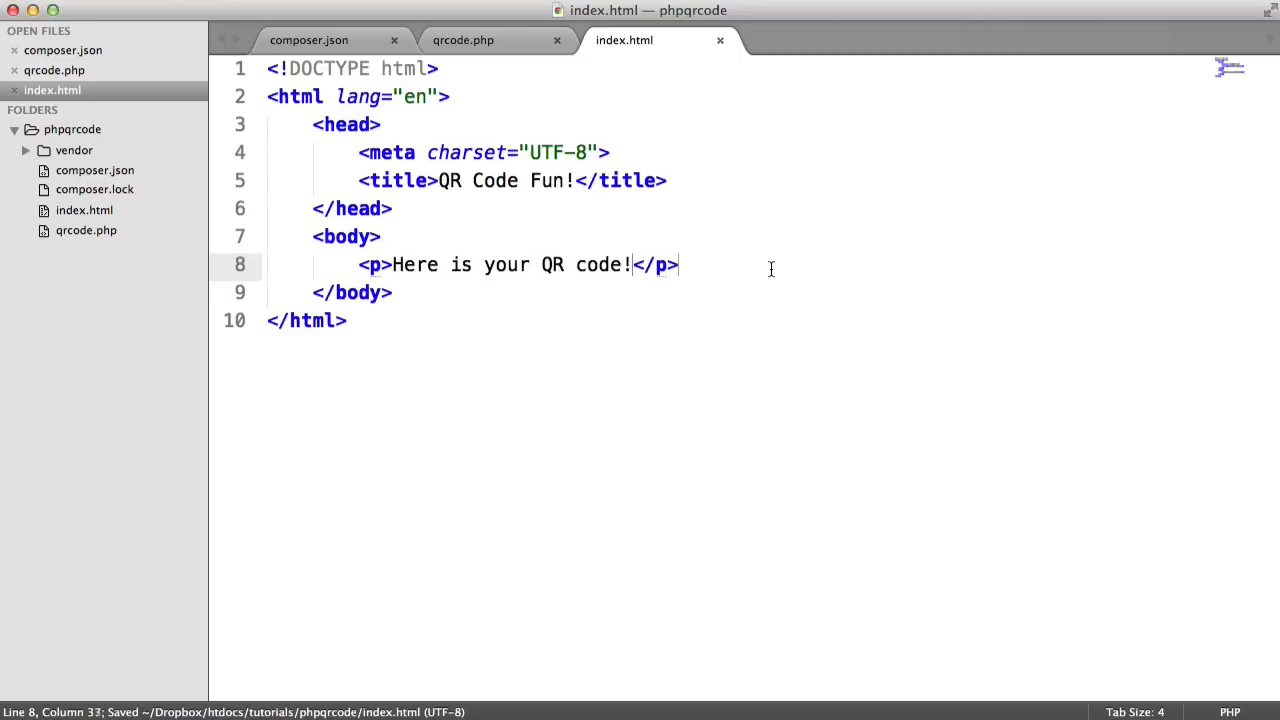 index.html — phpqrcode
OPEN FILES
composer.json
qrcode.php
index.html
FOLDERS
phpqrcode
vendor
composer.json
composer.lock
index.html
qrcode.php
composer.json
qrcode.php
index.html
1 <!DOCTYPE html>
2 <html lang="en">
3 <head>
4 <meta charset="UTF-8">
5 <title>QR Code Fun!</title>
6 </head>
7 <body>
8 <p>Here is your QR code!</p>
9 </body>
10 </html>
Line 8, Column 33; Saved ~/Dropbox/htdocs/tutorials/phpqrcode/index.html (UTF-8)
Tab Size: 4
PHP